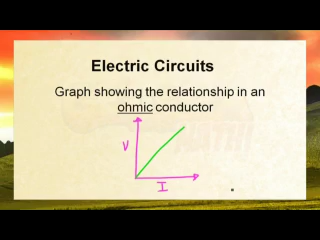 Electric Circuits
Graph showing the relationship in an
ohmic conductor
V
I